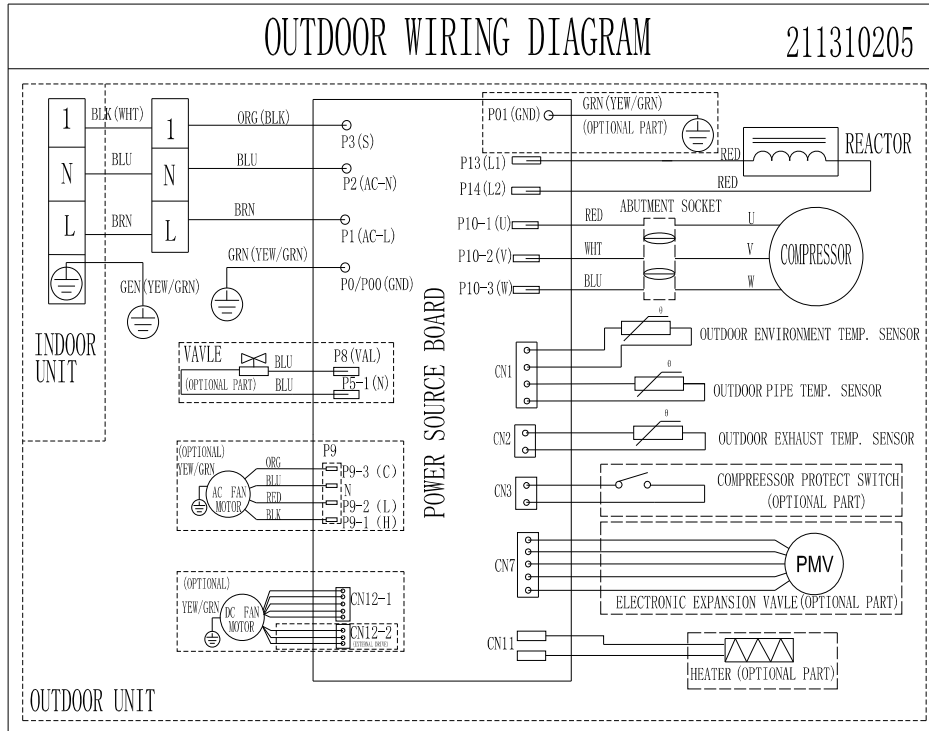 OUTDOOR WIRING DIAGRAM
211310205
1
BLK(WHT)
1
ORG(BLK)
P3(S)
N
BLU
N
BLU
P2(AC-N)
L
BRN
L
BRN
P1(AC-L)
GEN(YEW/GRN)
GRN(YEW/GRN)
P0/P00(GND)
INDOOR
UNIT
VAVLE
BLU
P8(VAL)
(OPTIONAL PART)
BLU
P5-1(N)
(OPTIONAL)
YEW/GRN
AC FAN
MOTOR
ORG
BLU
RED
BLK
P9
P9-3 (C)
N
P9-2 (L)
P9-1 (H)
(OPTIONAL)
YEW/GRN
DC FAN
MOTOR
CN12-1
CN12-2
(EXTERNAL DRIVE)
OUTDOOR UNIT
POWER SOURCE BOARD
P01(GND)
GRN(YEW/GRN)
(OPTIONAL PART)
P13(L1)
RED
REACTOR
P14(L2)
RED
ABUTMENT SOCKET
P10-1(U)
RED
U
P10-2(V)
WHT
V
P10-3(W)
BLU
W
COMPRESSOR
CN1
θ
OUTDOOR ENVIRONMENT TEMP. SENSOR
θ
OUTDOOR PIPE TEMP. SENSOR
CN2
θ
OUTDOOR EXHAUST TEMP. SENSOR
CN3
COMPREESSOR PROTECT SWITCH
(OPTIONAL PART)
CN7
PMV
ELECTRONIC EXPANSION VAVLE(OPTIONAL PART)
CN11
HEATER(OPTIONAL PART)